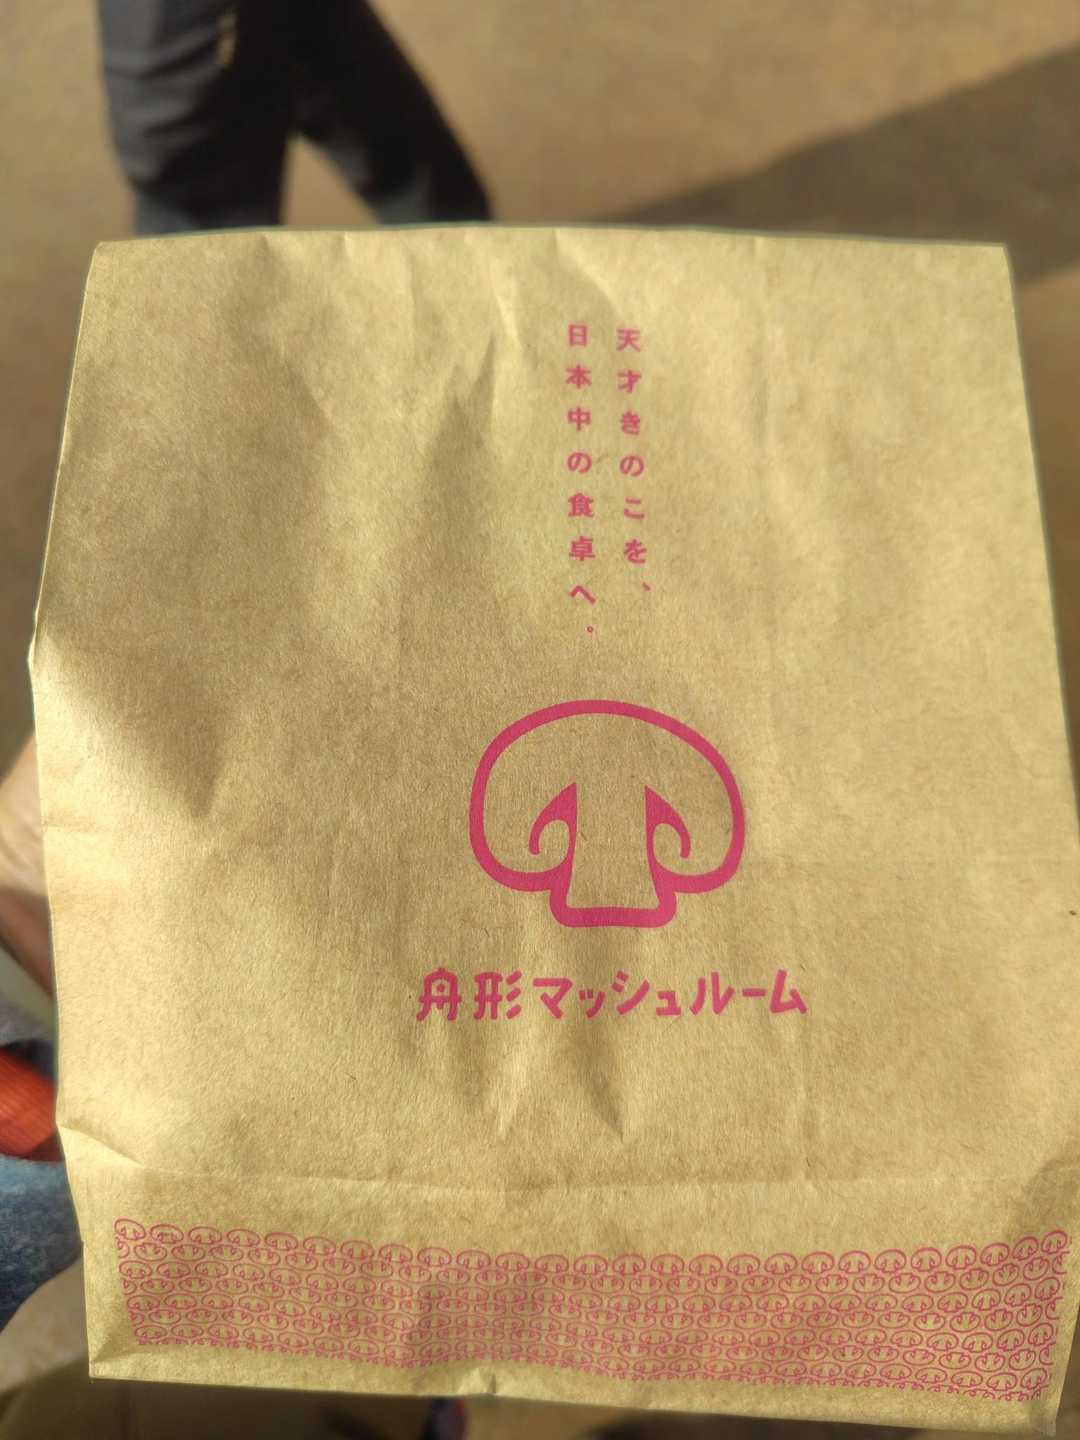 天才きのこを、
日本中の食卓へ。
舟形マッシュルーム